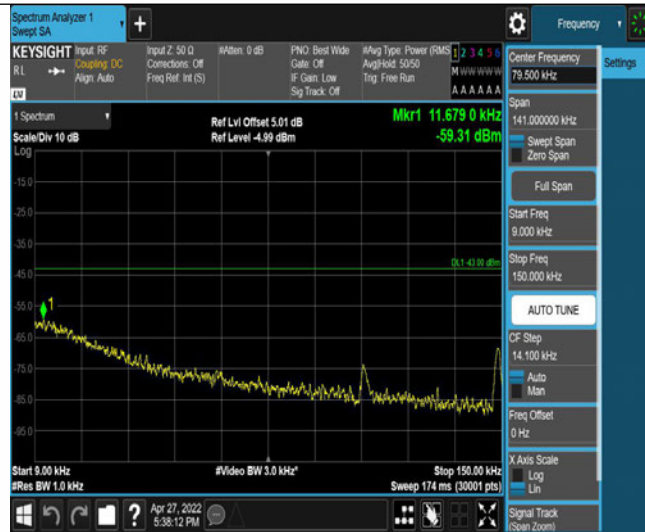 Spectrum Analyzer 1
Swept SA
+
Frequency
KEYSIGHT
RL
Input: RF
Coupling: DC
Align: Auto
Input Z: 50 Ω
Corrections: Off
Freq Ref: Int (S)
#Atten: 0 dB
PNO: Best Wide
Gate: Off
IF Gain: Low
Sig Track: Off
#Avg Type: Power (RMS
Avg|Hold: 50/50
Trig: Free Run
1 2 3 4 5 6
M W W W W W
A A A A A A
1 Spectrum
Scale/Div 10 dB
Log
Ref Lvl Offset 5.01 dB
Ref Level -4.99 dBm
Mkr1 11.679 0 kHz
-59.31 dBm
-15.0
-25.0
-35.0
-45.0
DL1 -43.00 dBm
-55.0
1
-65.0
-75.0
-85.0
-95.0
Start 9.00 kHz
#Res BW 1.0 kHz
#Video BW 3.0 kHz*
Stop 150.00 kHz
Sweep 174 ms (30001 pts)
Apr 27, 2022
5:38:12 PM
Center Frequency
79.500 kHz
Settings
Span
141.000000 kHz
Swept Span
Zero Span
Full Span
Start Freq
9.000 kHz
Stop Freq
150.000 kHz
AUTO TUNE
CF Step
14.100 kHz
Auto
Man
Freq Offset
0 Hz
X Axis Scale
Log
Lin
Signal Track
(Span Zoom)